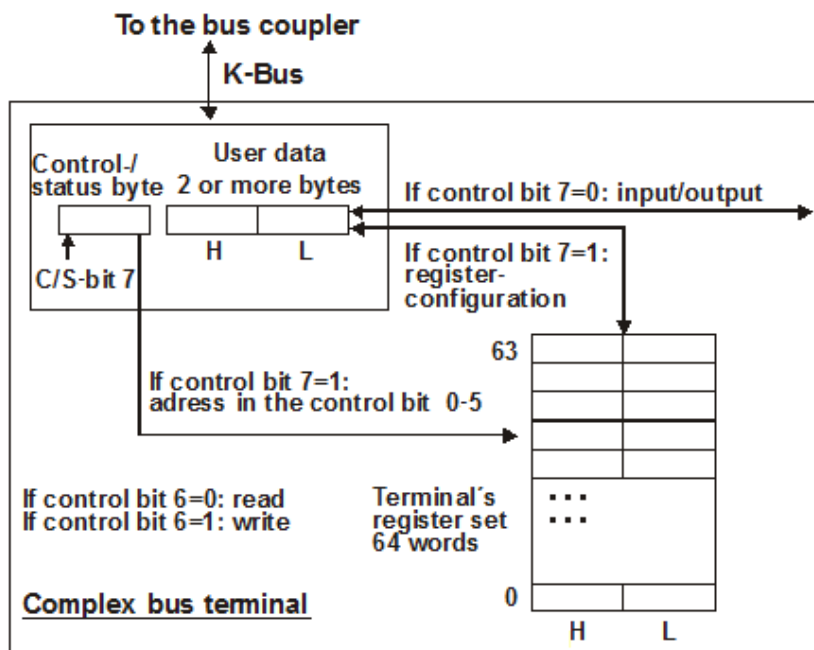 To the bus coupler
K-Bus
Control-/
status byte
User data
2 or more bytes
H L
C/S-bit 7
If control bit 7=0: input/output
If control bit 7=1:
register-
configuration
If control bit 7=1:
adress in the control bit 0-5
63
If control bit 6=0: read
If control bit 6=1: write
Terminal´s
register set
64 words
...
...
0
H L
Complex bus terminal